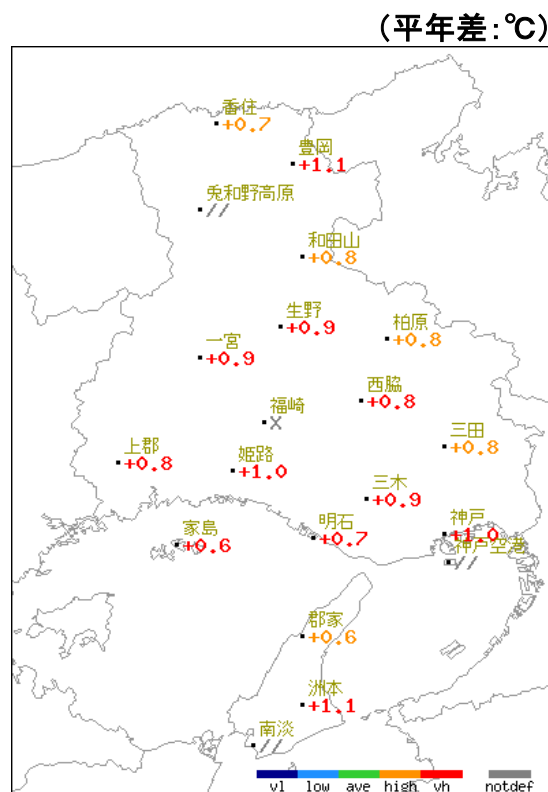 (平年差:℃)
香住
+0.7
豊岡
+1.1
兎和野高原
//
和田山
+0.8
生野
+0.9
柏原
+0.8
一宮
+0.9
西脇
+0.8
福崎
×
三田
+0.8
上郡
+0.8
姫路
+1.0
三木
+0.9
神戸
+1.0
明石
+0.7
家島
+0.6
神戸空港
//
郡家
+0.6
洲本
+1.1
南淡
//
vl low ave high vh notdef